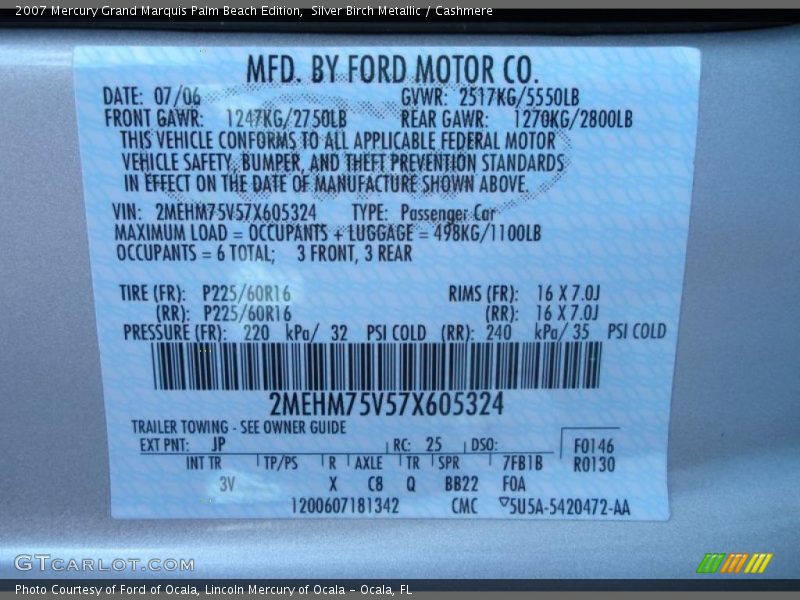 2007 Mercury Grand Marquis Palm Beach Edition, Silver Birch Metallic / Cashmere
MFD. BY FORD MOTOR CO.
DATE: 07/06 GVWR: 2517KG/5550LB
FRONT GAWR: 1247KG/2750LB REAR GAWR: 1270KG/2800LB
THIS VEHICLE CONFORMS TO ALL APPLICABLE FEDERAL MOTOR
VEHICLE SAFETY, BUMPER, AND THEFT PREVENTION STANDARDS
IN EFFECT ON THE DATE OF MANUFACTURE SHOWN ABOVE.
VIN: 2MEHM75V57X605324 TYPE: Passenger Car
MAXIMUM LOAD = OCCUPANTS + LUGGAGE = 498KG/1100LB
OCCUPANTS = 6 TOTAL; 3 FRONT, 3 REAR
TIRE (FR): P225/60R16 RIMS (FR): 16 X 7.0J
(RR): P225/60R16 (RR): 16 X 7.0J
PRESSURE (FR): 220 kPa/ 32 PSI COLD (RR): 240 kPa/ 35 PSI COLD
2MEHM75V57X605324
TRAILER TOWING - SEE OWNER GUIDE
EXT PNT: JP RC: 25 DSO: F0146
INT TR TP/PS R AXLE TR SPR 7FB1B R0130
3V X C8 Q BB22 F0A
1200607181342 CMC 5U5A-5420472-AA
GTCARLOT.COM
Photo Courtesy of Ford of Ocala, Lincoln Mercury of Ocala - Ocala, FL